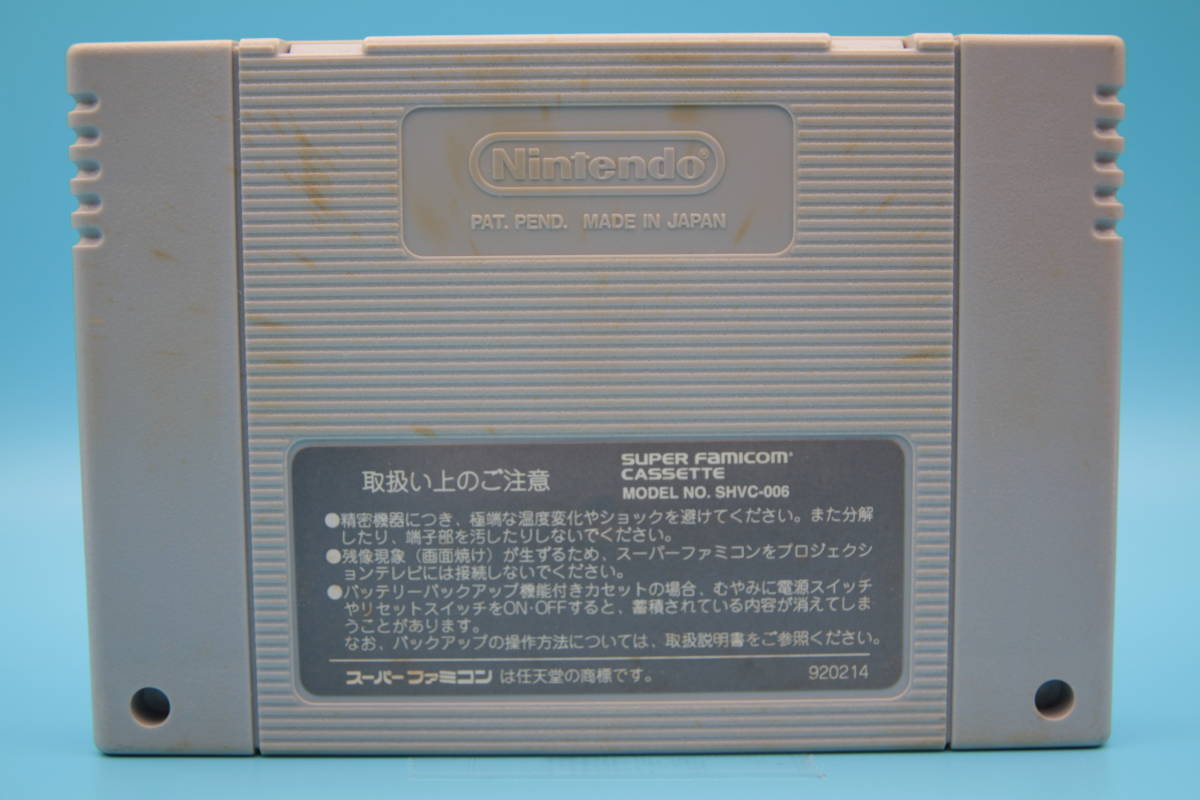 Nintendo®
PAT. PEND. MADE IN JAPAN
取扱い上のご注意
SUPER FAMICOM®
CASSETTE
MODEL NO. SHVC-006
●精密機器につき、極端な温度変化やショックを避けてください。また分解
したり、端子部を汚したりしないでください。
●残像現象（画面焼け）が生ずるため、スーパーファミコンをプロジェクシ
ョンテレビには接続しないでください。
●バッテリーバックアップ機能付きカセットの場合、むやみに電源スイッチ
やリセットスイッチをON・OFFすると、蓄積されている内容が消えてしま
うことがあります。
なお、バックアップの操作方法については、取扱説明書をご参照ください。
スーパーファミコン は任天堂の商標です。
920214